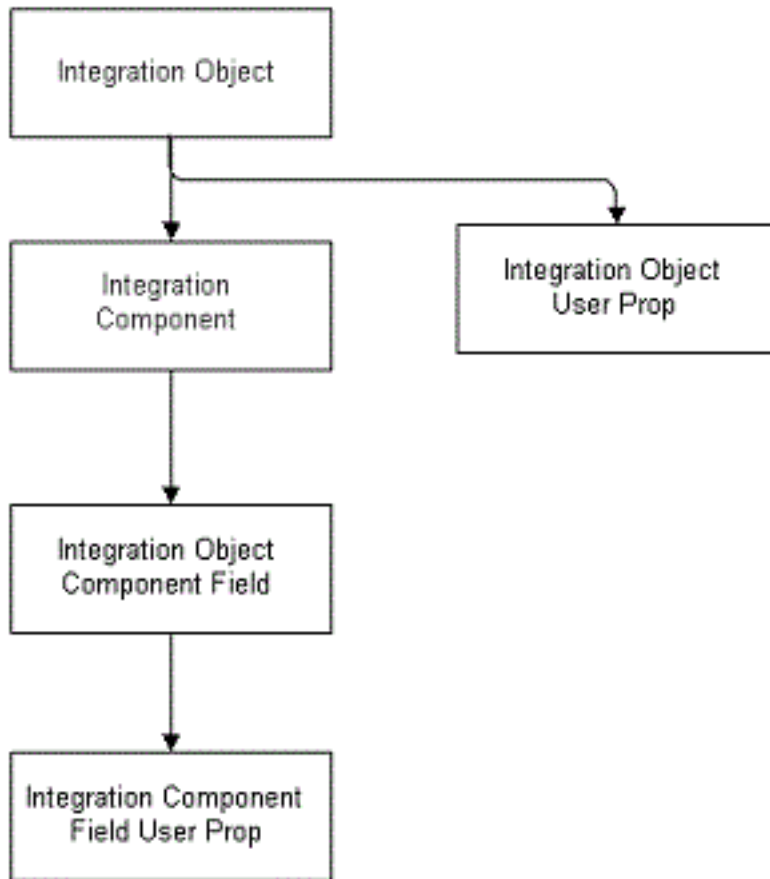 Integration Object
Integration
Component
Integration Object
User Prop
Integration Object
Component Field
Integration Component
Field User Prop